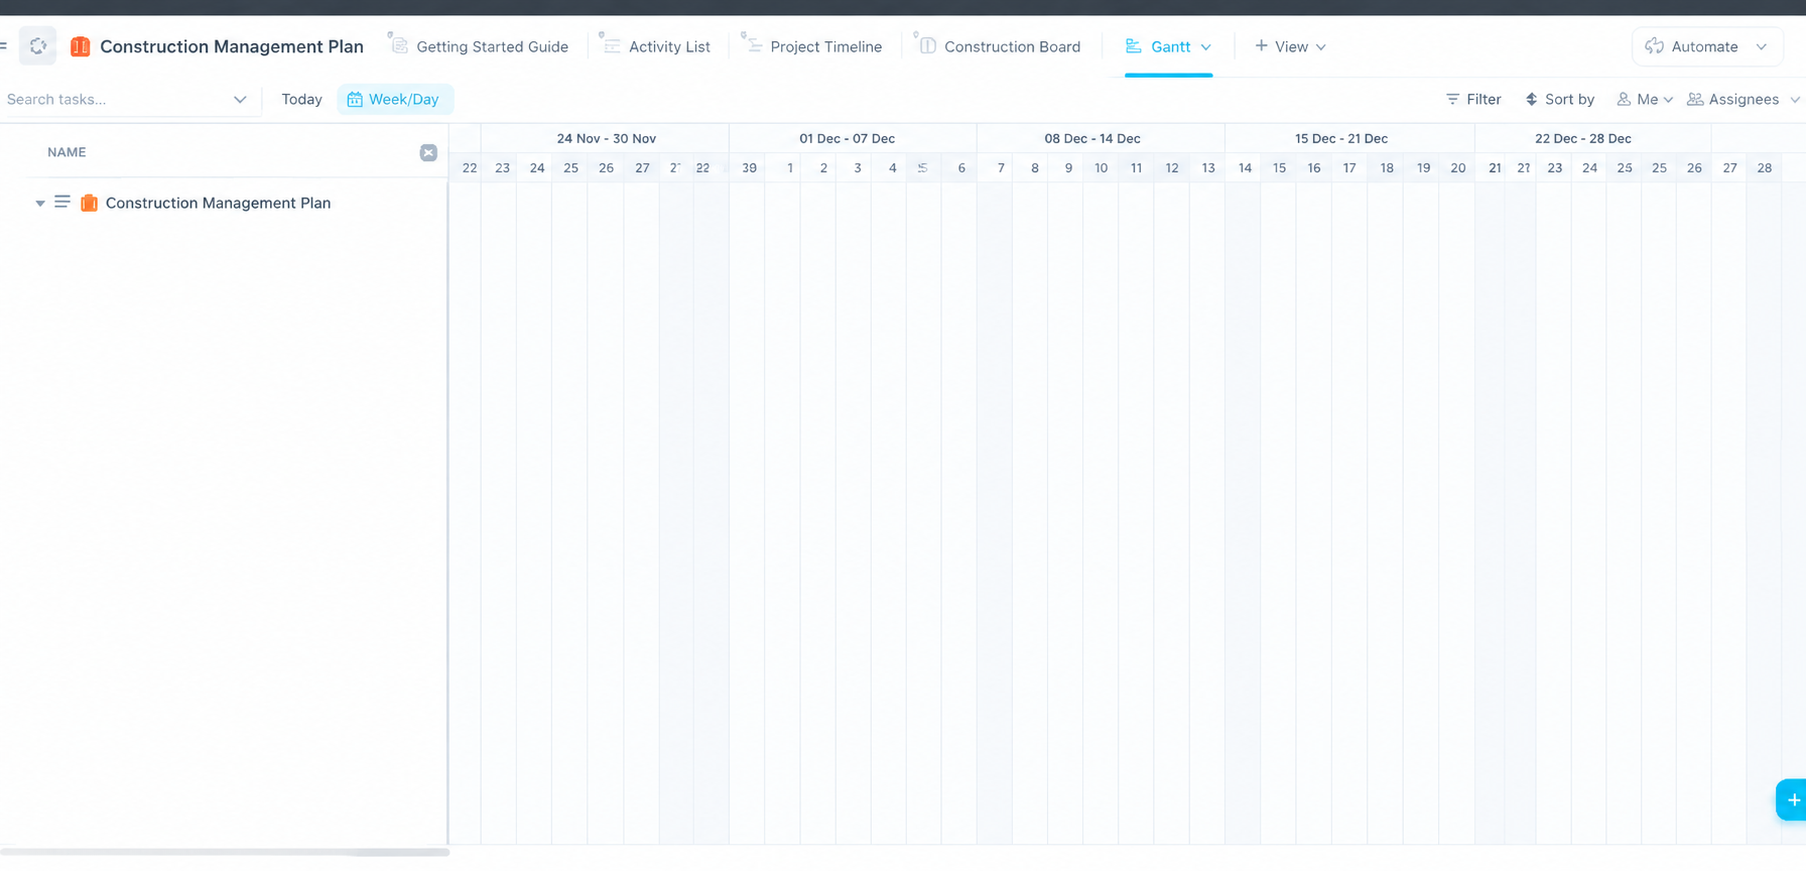 Construction Management Plan Getting Started Guide Activity List Project Timeline Construction Board Gantt + View Automate
Search tasks... Today Week/Day Filter Sort by Me Assignees
NAME
24 Nov - 30 Nov 01 Dec - 07 Dec 08 Dec - 14 Dec 15 Dec - 21 Dec 22 Dec - 28 Dec
22 23 24 25 26 27 22 39 1 2 3 4 6 7 8 9 10 11 12 13 14 15 16 17 18 19 20 21 23 24 25 25 26 27 28
Construction Management Plan
+